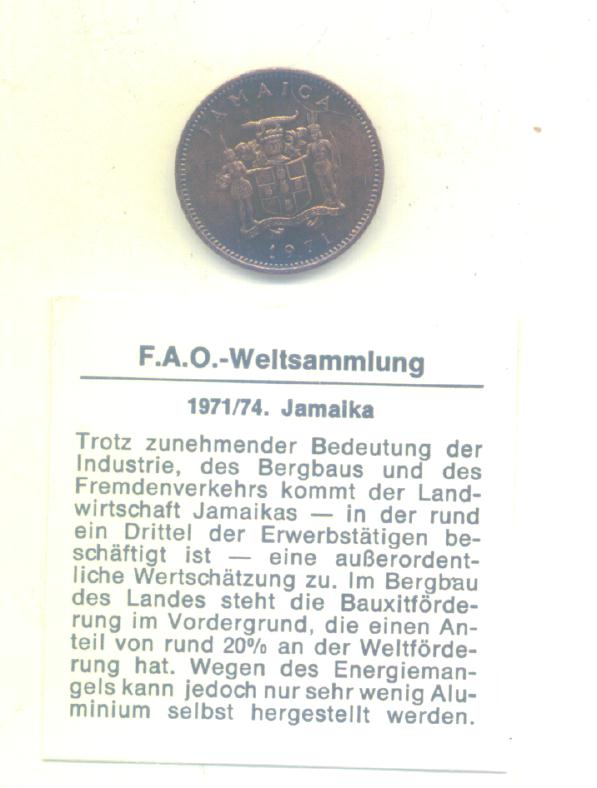 JAMAICA
1971
F.A.O.-Weltsammlung
1971/74. Jamaika
Trotz zunehmender Bedeutung der
Industrie, des Bergbaus und des
Fremdenverkehrs kommt der Land-
wirtschaft Jamaikas — in der rund
ein Drittel der Erwerbstätigen be-
schäftigt ist — eine außerordent-
liche Wertschätzung zu. Im Bergbau
des Landes steht die Bauxitförde-
rung im Vordergrund, die einen An-
teil von rund 20% an der Weltförde-
rung hat. Wegen des Energieman-
gels kann jedoch nur sehr wenig Alu-
minium selbst hergestellt werden.